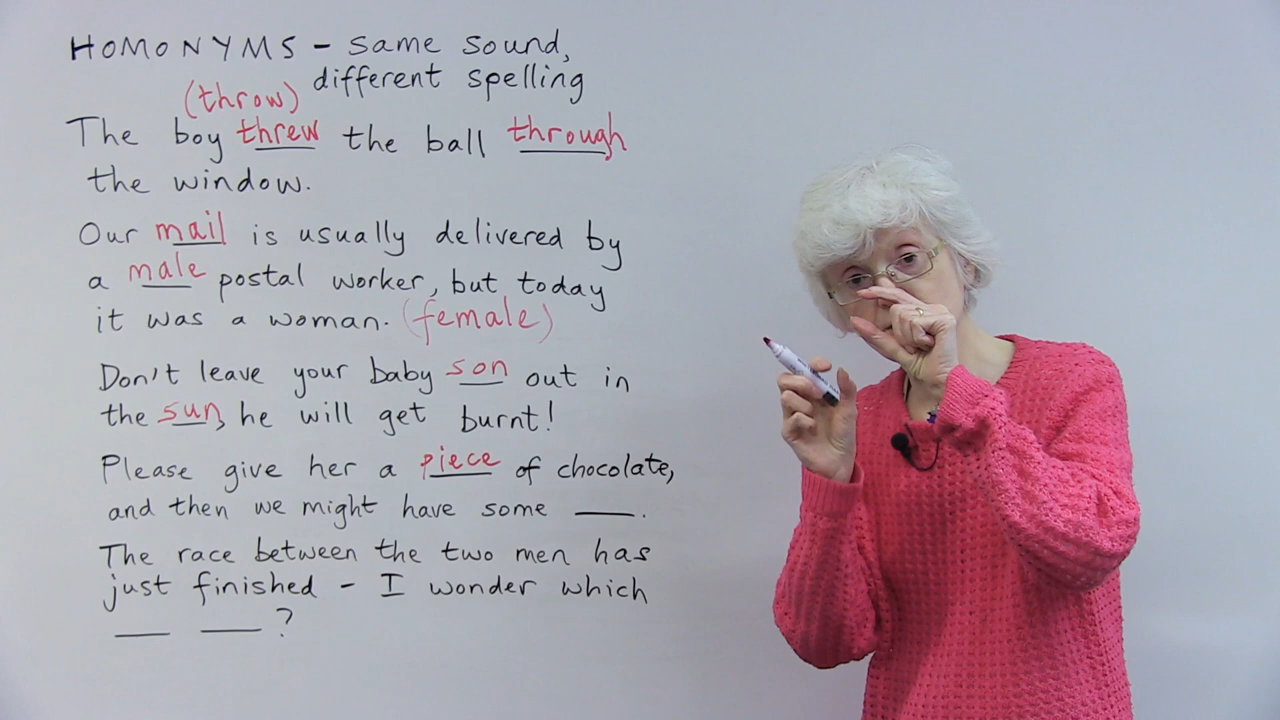 HOMONYMS - same sound,
different spelling
(throw)
The boy threw the ball through
the window.
Our mail is usually delivered by
a male postal worker, but today
it was a woman. (female)
Don't leave your baby son out in
the sun, he will get burnt!
Please give her a piece of chocolate,
and then we might have some ___.
The race between the two men has
just finished - I wonder which
___ ___?